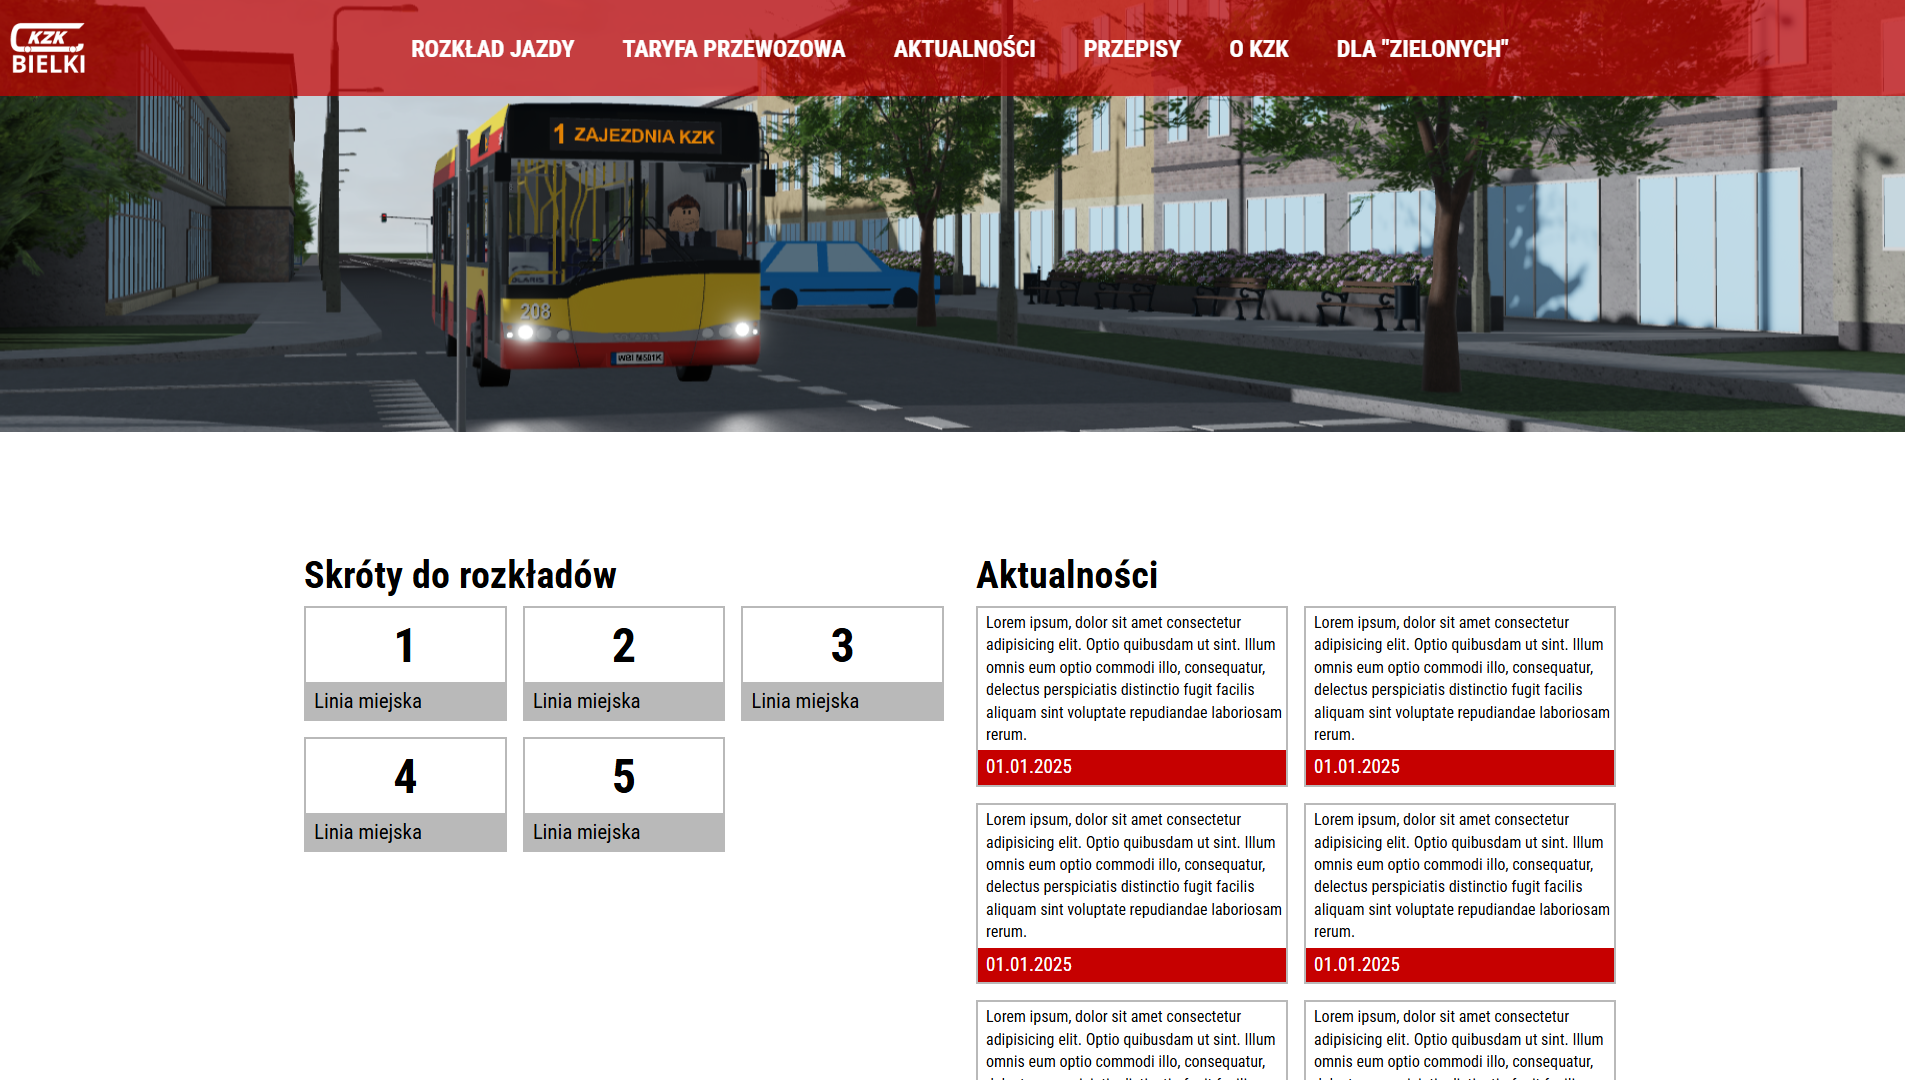 KZK
BIELKI
ROZKŁAD JAZDY
TARYFA PRZEWOZOWA
AKTUALNOŚCI
PRZEPISY
O KZK
DLA "ZIELONYCH"
1 ZAJEZDNIA KZK
208
Skróty do rozkładów
1
Linia miejska
2
Linia miejska
3
Linia miejska
4
Linia miejska
5
Linia miejska
Aktualności
Lorem ipsum, dolor sit amet consectetur
adipisicing elit. Optio quibusdam ut sint. Illum
omnis eum optio commodi illo, consequatur,
delectus perspiciatis distinctio fugit facilis
aliquam sint voluptate repudiandae laboriosam
rerum.
01.01.2025
Lorem ipsum, dolor sit amet consectetur
adipisicing elit. Optio quibusdam ut sint. Illum
omnis eum optio commodi illo, consequatur,
delectus perspiciatis distinctio fugit facilis
aliquam sint voluptate repudiandae laboriosam
rerum.
01.01.2025
Lorem ipsum, dolor sit amet consectetur
adipisicing elit. Optio quibusdam ut sint. Illum
omnis eum optio commodi illo, consequatur,
delectus perspiciatis distinctio fugit facilis
aliquam sint voluptate repudiandae laboriosam
rerum.
01.01.2025
Lorem ipsum, dolor sit amet consectetur
adipisicing elit. Optio quibusdam ut sint. Illum
omnis eum optio commodi illo, consequatur,
delectus perspiciatis distinctio fugit facilis
aliquam sint voluptate repudiandae laboriosam
rerum.
01.01.2025
Lorem ipsum, dolor sit amet consectetur
adipisicing elit. Optio quibusdam ut sint. Illum
omnis eum optio commodi illo, consequatur,
Lorem ipsum, dolor sit amet consectetur
adipisicing elit. Optio quibusdam ut sint. Illum
omnis eum optio commodi illo, consequatur,